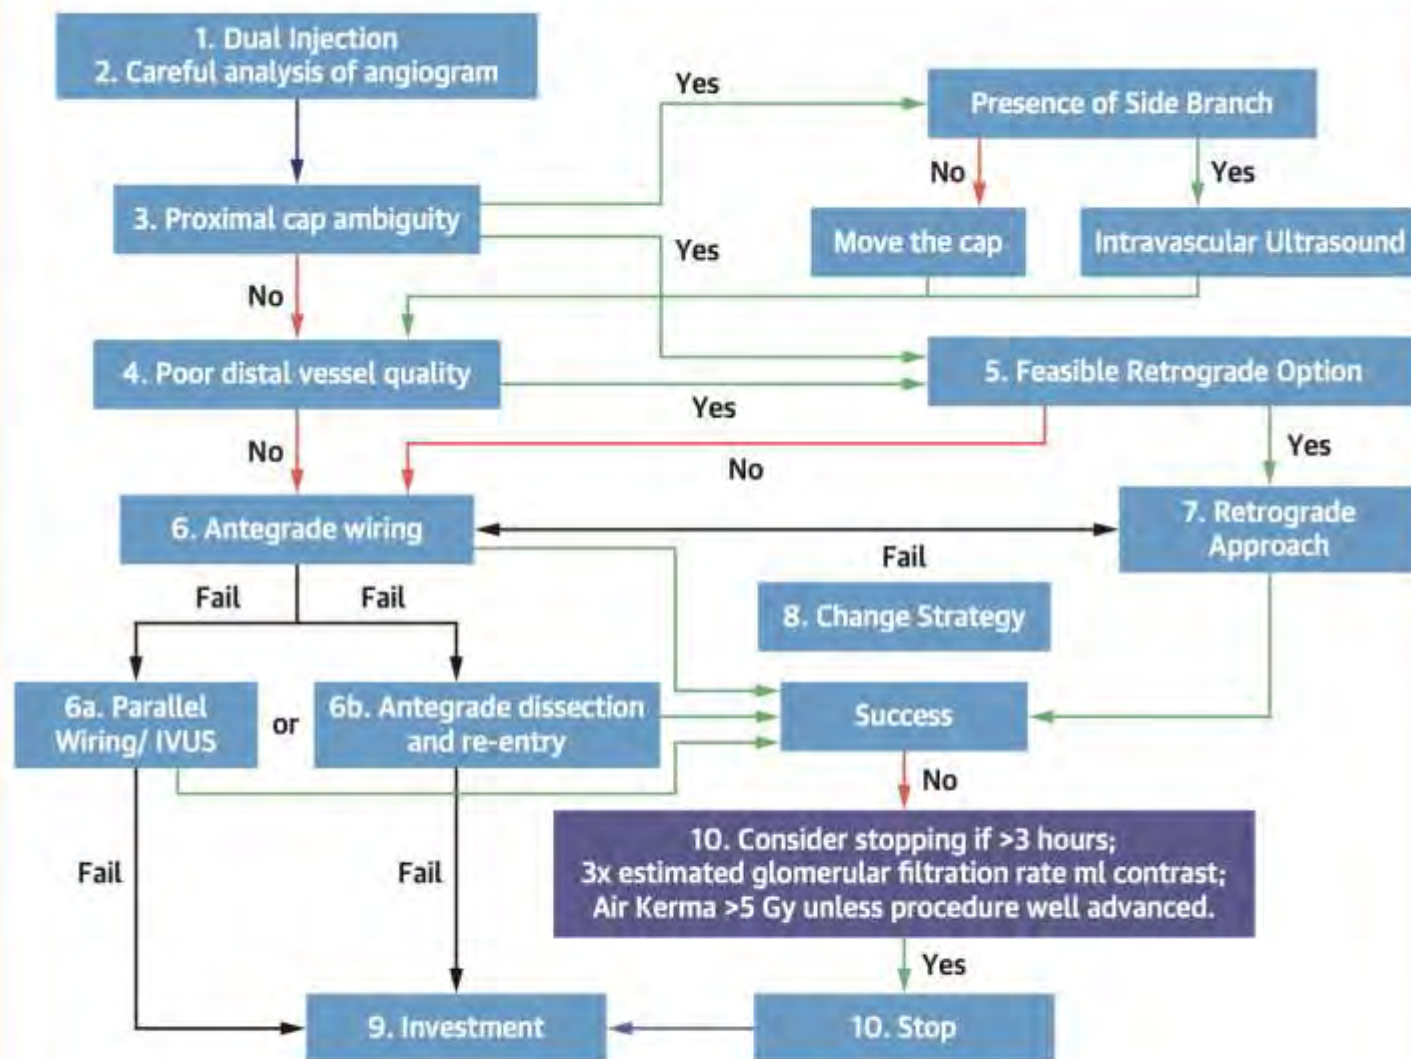 1. Dual Injection
2. Careful analysis of angiogram
Yes
Presence of Side Branch
No
Yes
3. Proximal cap ambiguity
Move the cap
Intravascular Ultrasound
Yes
No
4. Poor distal vessel quality
5. Feasible Retrograde Option
Yes
No
No
Yes
6. Antegrade wiring
7. Retrograde
Approach
Fail
Fail
Fail
8. Change Strategy
6a. Parallel
Wiring/ IVUS
or
6b. Antegrade dissection
and re-entry
Success
No
10. Consider stopping if >3 hours;
3x estimated glomerular filtration rate ml contrast;
Air Kerma >5 Gy unless procedure well advanced.
Fail
Fail
Yes
9. Investment
10. Stop